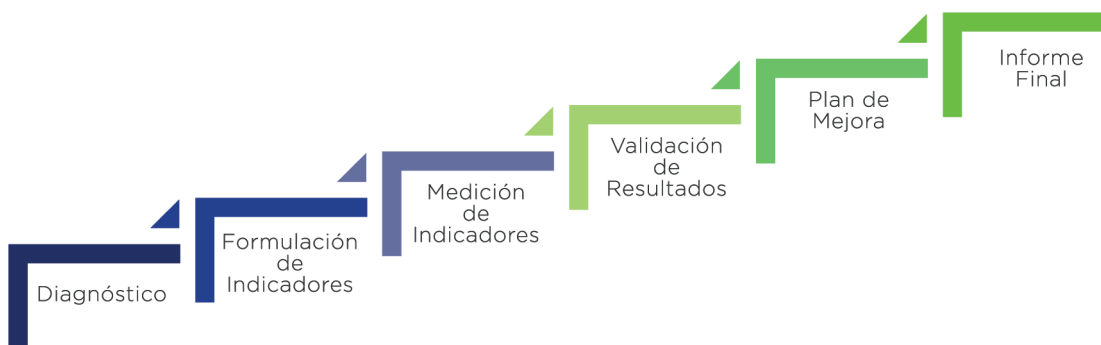 Diagnóstico
Formulación
de
Indicadores
Medición
de
Indicadores
Validación
de
Resultados
Plan de
Mejora
Informe
Final